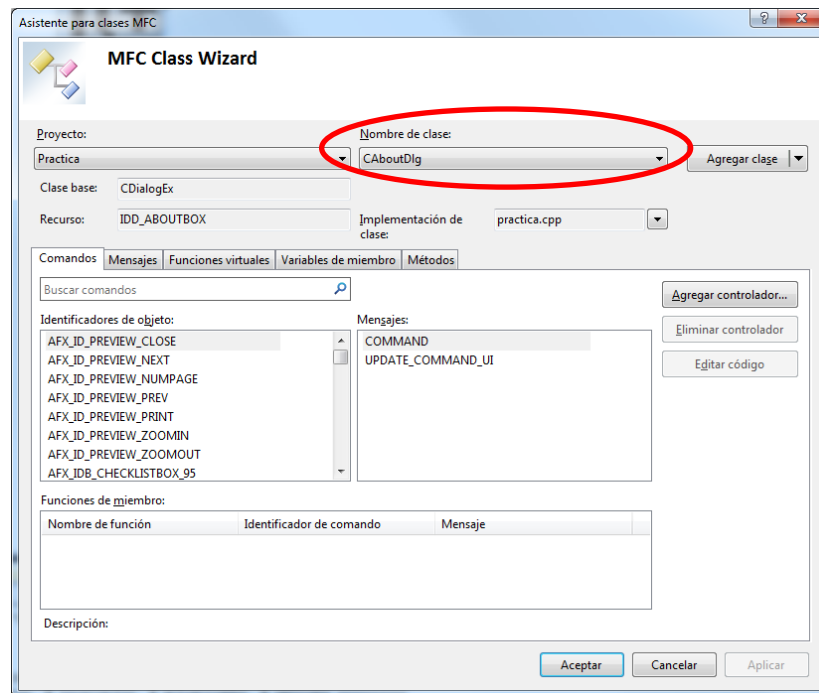 Asistente para clases MFC
MFC Class Wizard
Proyecto: Nombre de clase:
Practica CAboutDlg Agregar clase
Clase base: CDialogEx
Recurso: IDD_ABOUTBOX Implementación de clase: practica.cpp
Comandos Mensajes Funciones virtuales Variables de miembro Métodos
Buscar comandos Agregar controlador...
Identificadores de objeto: Mensajes: Eliminar controlador
AFX_ID_PREVIEW_CLOSE COMMAND
AFX_ID_PREVIEW_NEXT UPDATE_COMMAND_UI Editar código
AFX_ID_PREVIEW_NUMPAGE
AFX_ID_PREVIEW_PREV
AFX_ID_PREVIEW_PRINT
AFX_ID_PREVIEW_ZOOMIN
AFX_ID_PREVIEW_ZOOMOUT
AFX_IDB_CHECKLISTBOX_95
Funciones de miembro:
Nombre de función Identificador de comando Mensaje
Descripción:
Aceptar Cancelar Aplicar